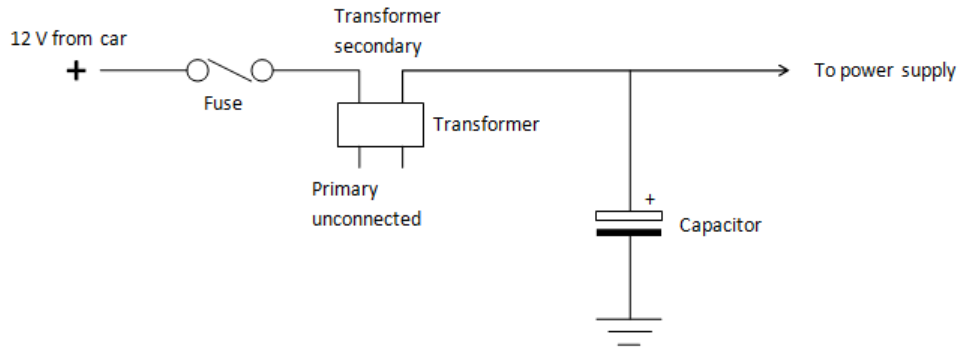 Transformer
secondary
12 V from car
+
To power supply
Fuse
Transformer
Primary
unconnected
+
Capacitor